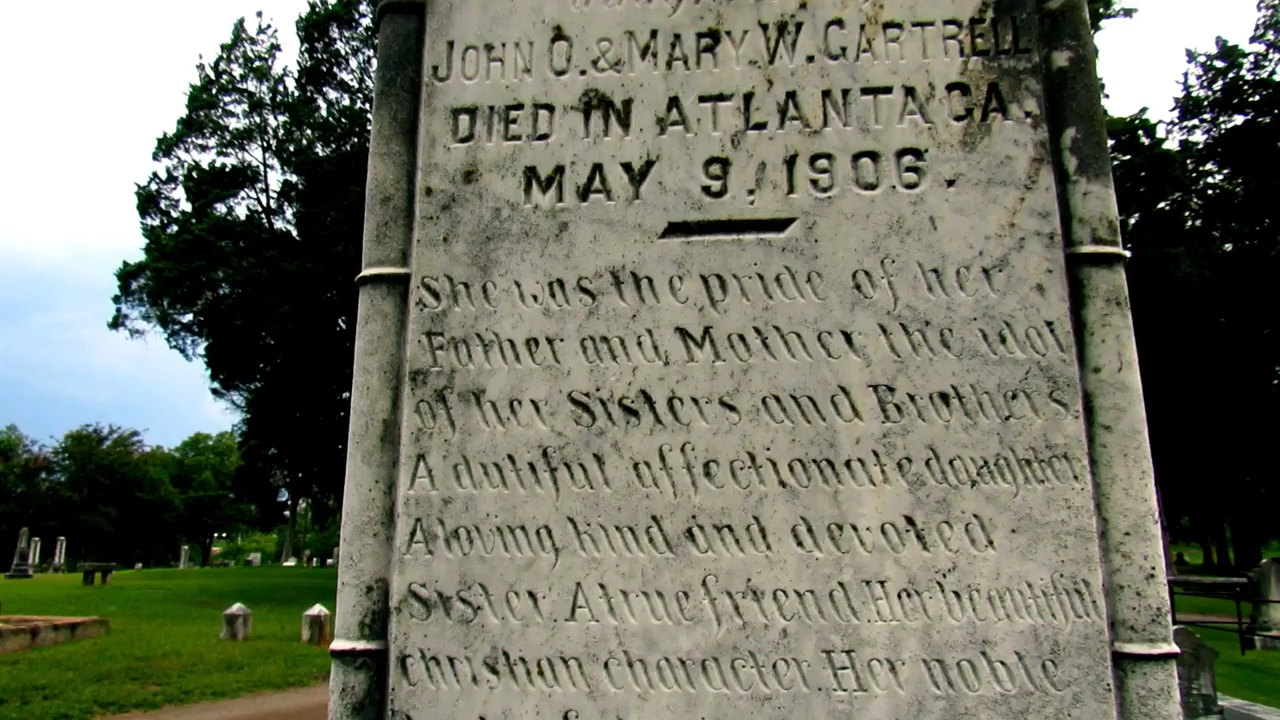 JOHN O. & MARY W. GARTRELL
DIED IN ATLANTA GA.
MAY 9, 1906.
She was the pride of her
Father and Mother the idol
of her Sisters and Brothers.
A dutiful affectionate daughter.
A loving kind and devoted
Sister. A true friend. Her beautiful
christian character. Her noble